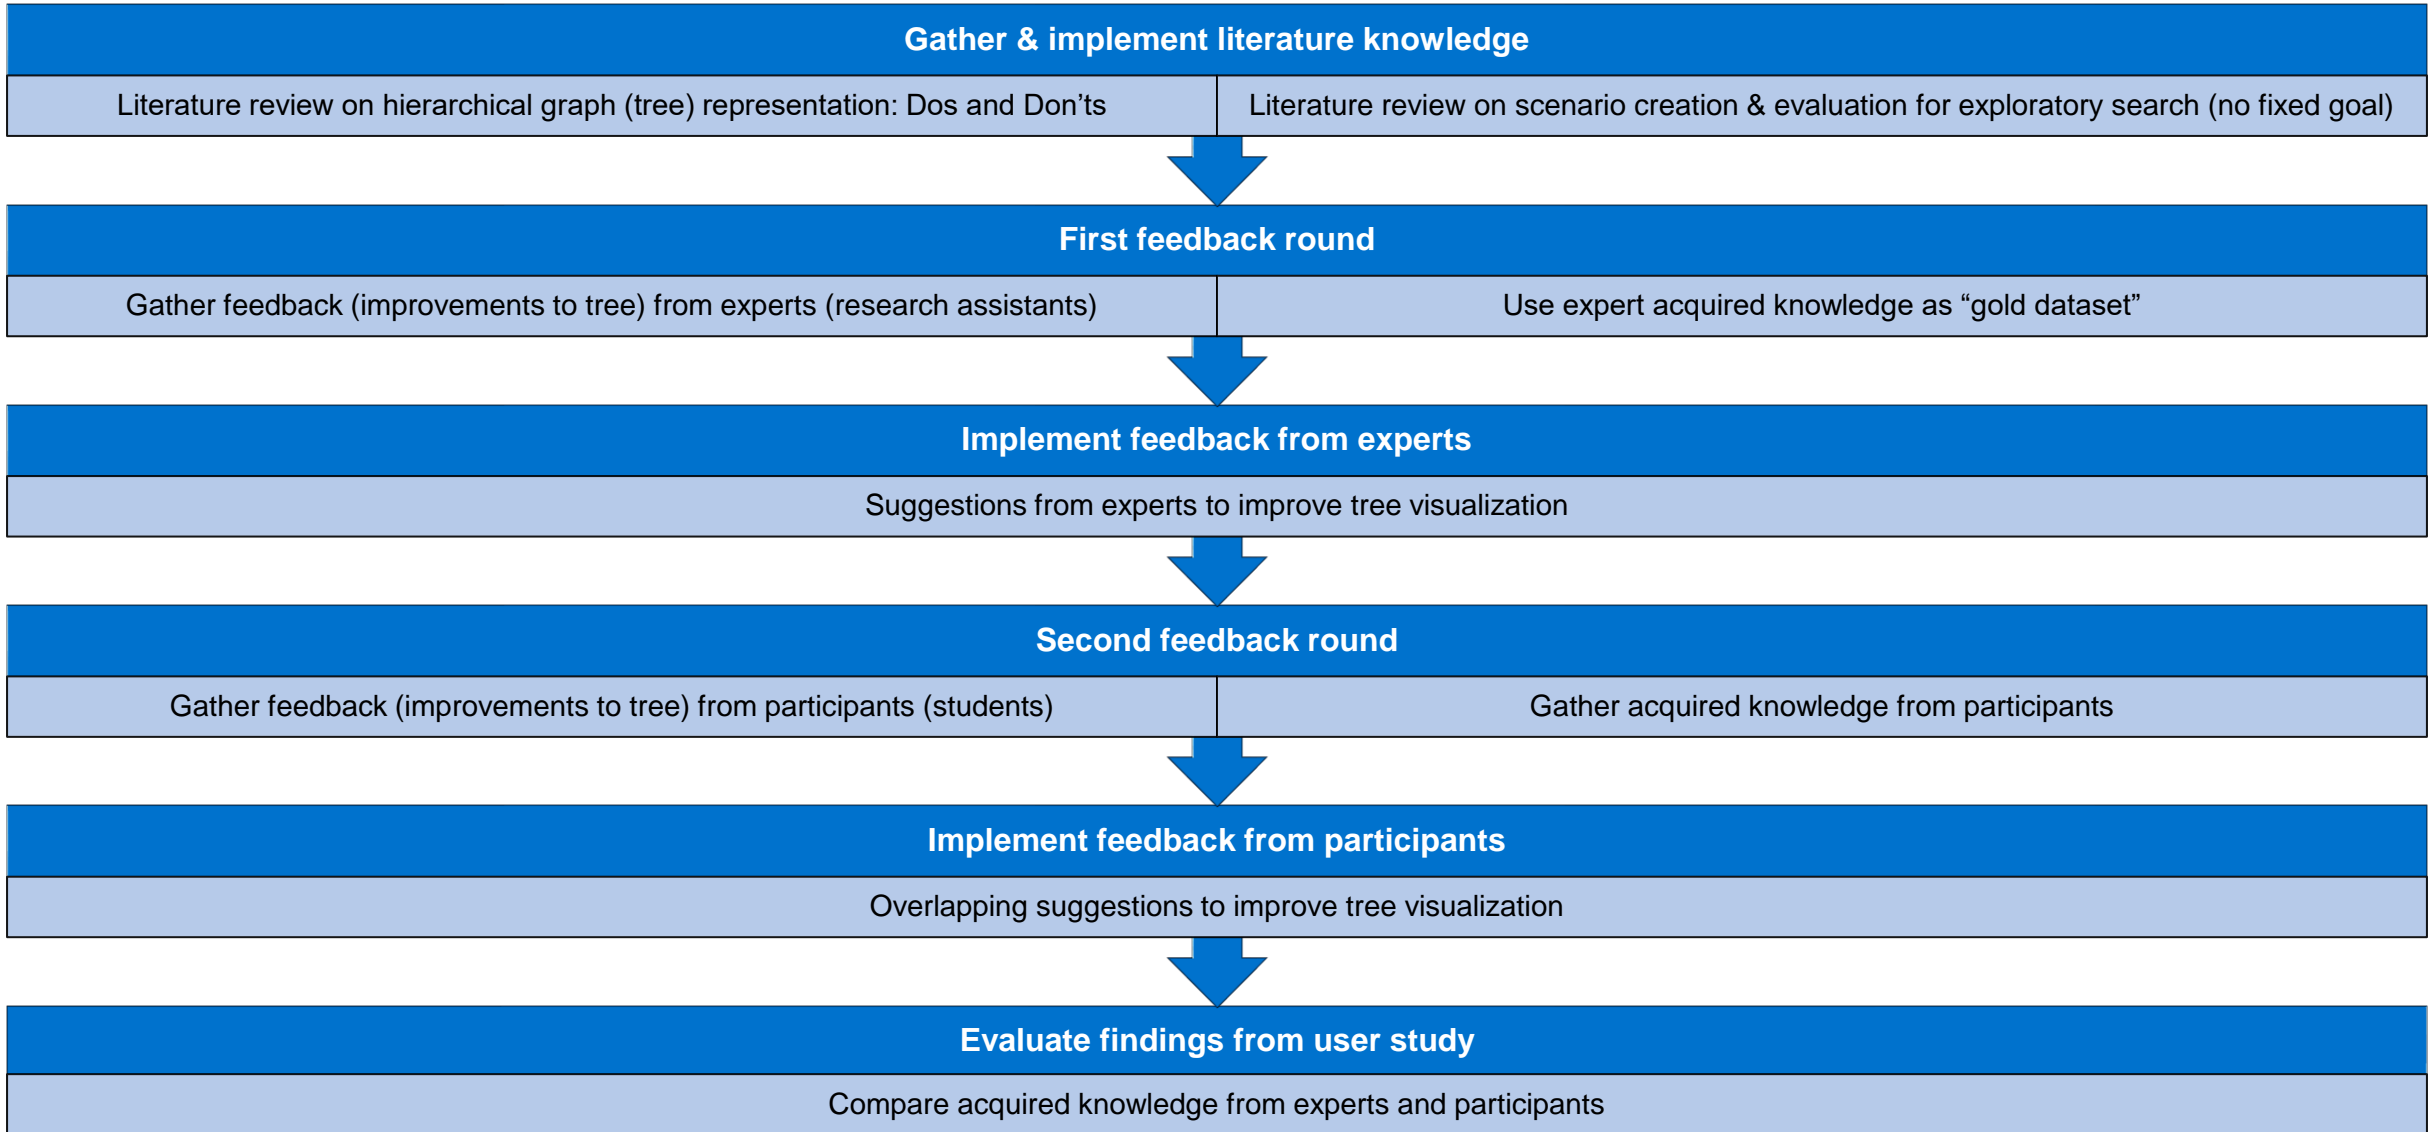 Gather & implement literature knowledge
Literature review on hierarchical graph (tree) representation: Dos and Don’ts
Literature review on scenario creation & evaluation for exploratory search (no fixed goal)
First feedback round
Gather feedback (improvements to tree) from experts (research assistants)
Use expert acquired knowledge as “gold dataset”
Implement feedback from experts
Suggestions from experts to improve tree visualization
Second feedback round
Gather feedback (improvements to tree) from participants (students)
Gather acquired knowledge from participants
Implement feedback from participants
Overlapping suggestions to improve tree visualization
Evaluate findings from user study
Compare acquired knowledge from experts and participants